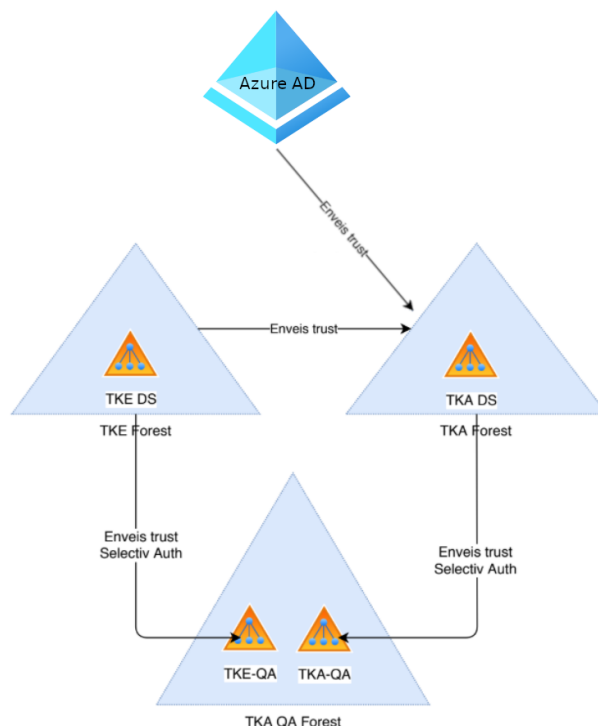 Azure AD
Enveis trust
Enveis trust
TKE DS
TKE Forest
TKA DS
TKA Forest
Enveis trust
Selectiv Auth
Enveis trust
Selectiv Auth
TKE-QA
TKA-QA
TKA QA Forest